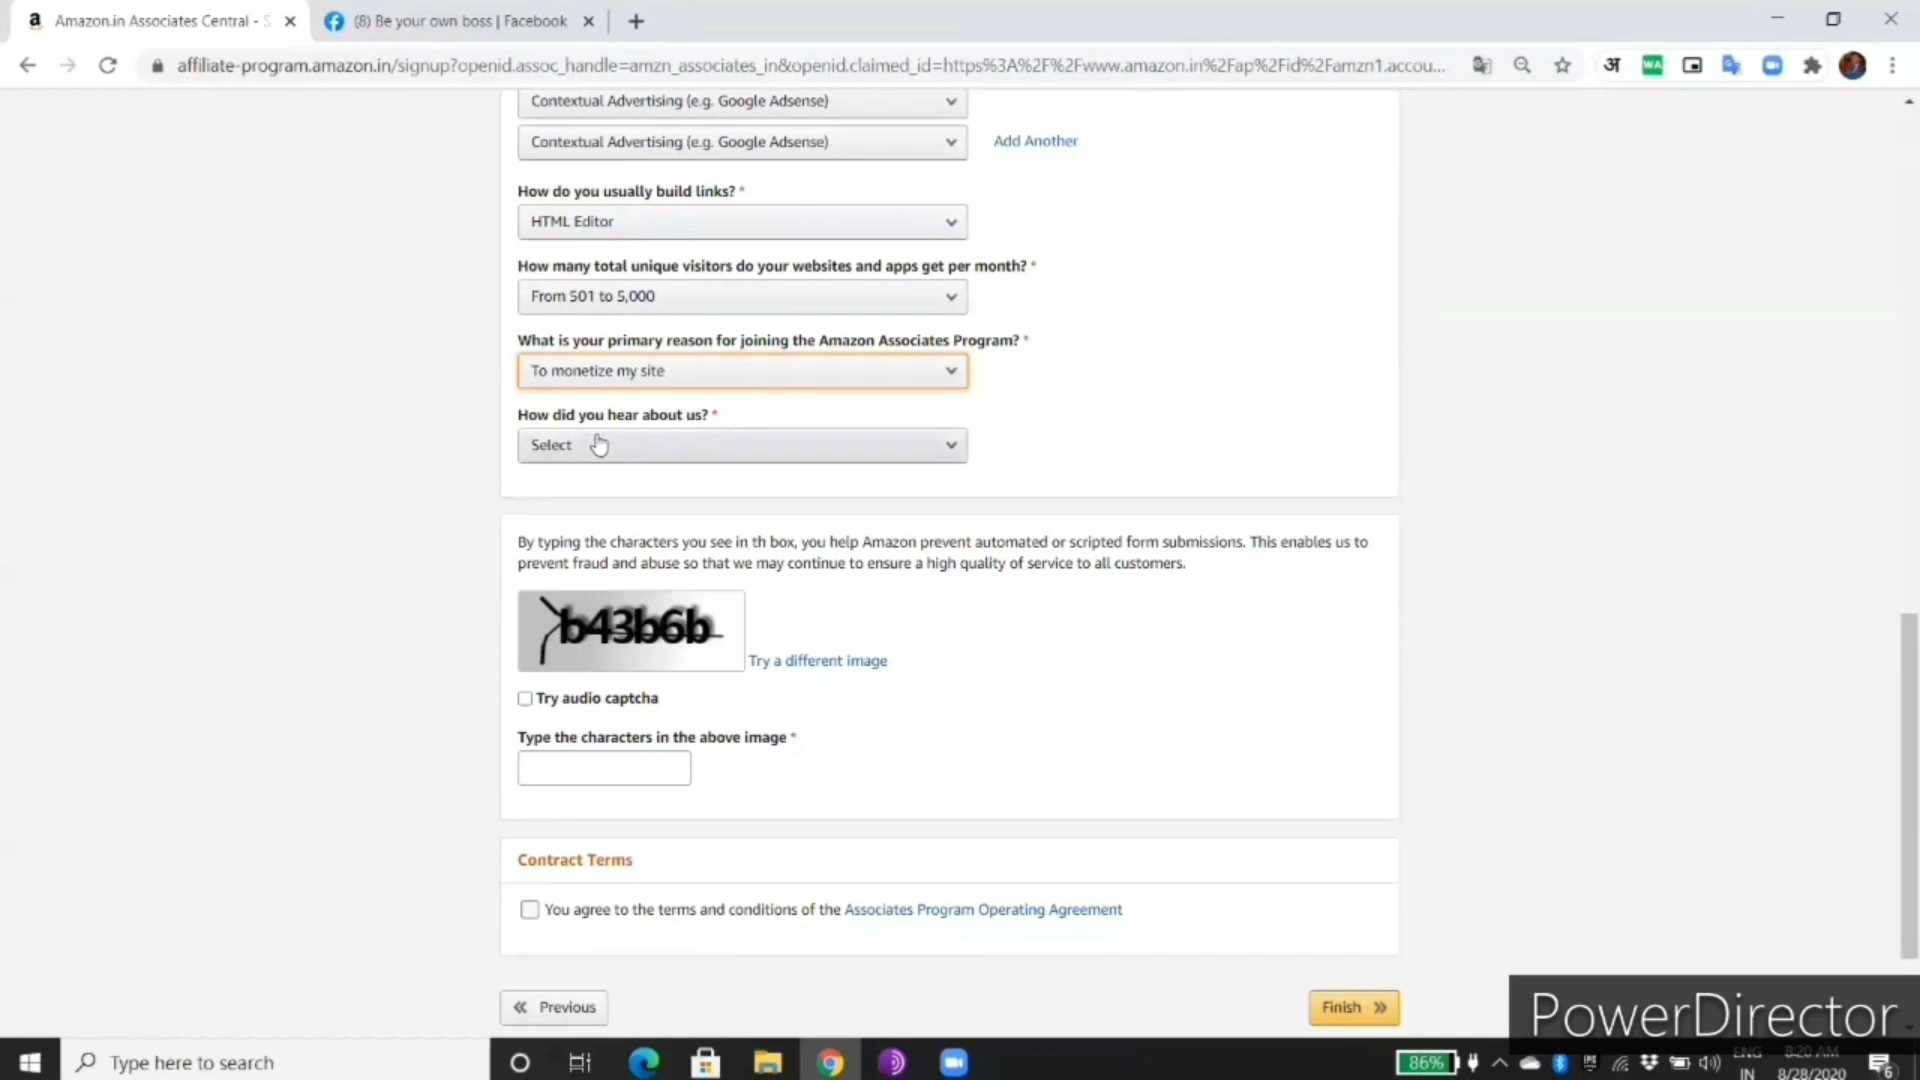 Amazon.in Associates Central - S
(8) Be your own boss | Facebook
affiliate-program.amazon.in/signup?openid.assoc_handle=amzn_associates_in&openid.claimed_id=https%3A%2F%2Fwww.amazon.in%2Fap%2Fid%2Famzn1.accou...
अ
WA
Contextual Advertising (e.g. Google Adsense)
Contextual Advertising (e.g. Google Adsense)
Add Another
How do you usually build links? *
HTML Editor
How many total unique visitors do your websites and apps get per month? *
From 501 to 5,000
What is your primary reason for joining the Amazon Associates Program? *
To monetize my site
How did you hear about us? *
Select
By typing the characters you see in th box, you help Amazon prevent automated or scripted form submissions. This enables us to
prevent fraud and abuse so that we may continue to ensure a high quality of service to all customers.
b43b6b
Try a different image
Try audio captcha
Type the characters in the above image *
Contract Terms
You agree to the terms and conditions of the Associates Program Operating Agreement
« Previous
Finish »
PowerDirector
Type here to search
86%
ENG
IN
8:20 AM
8/28/2020
6